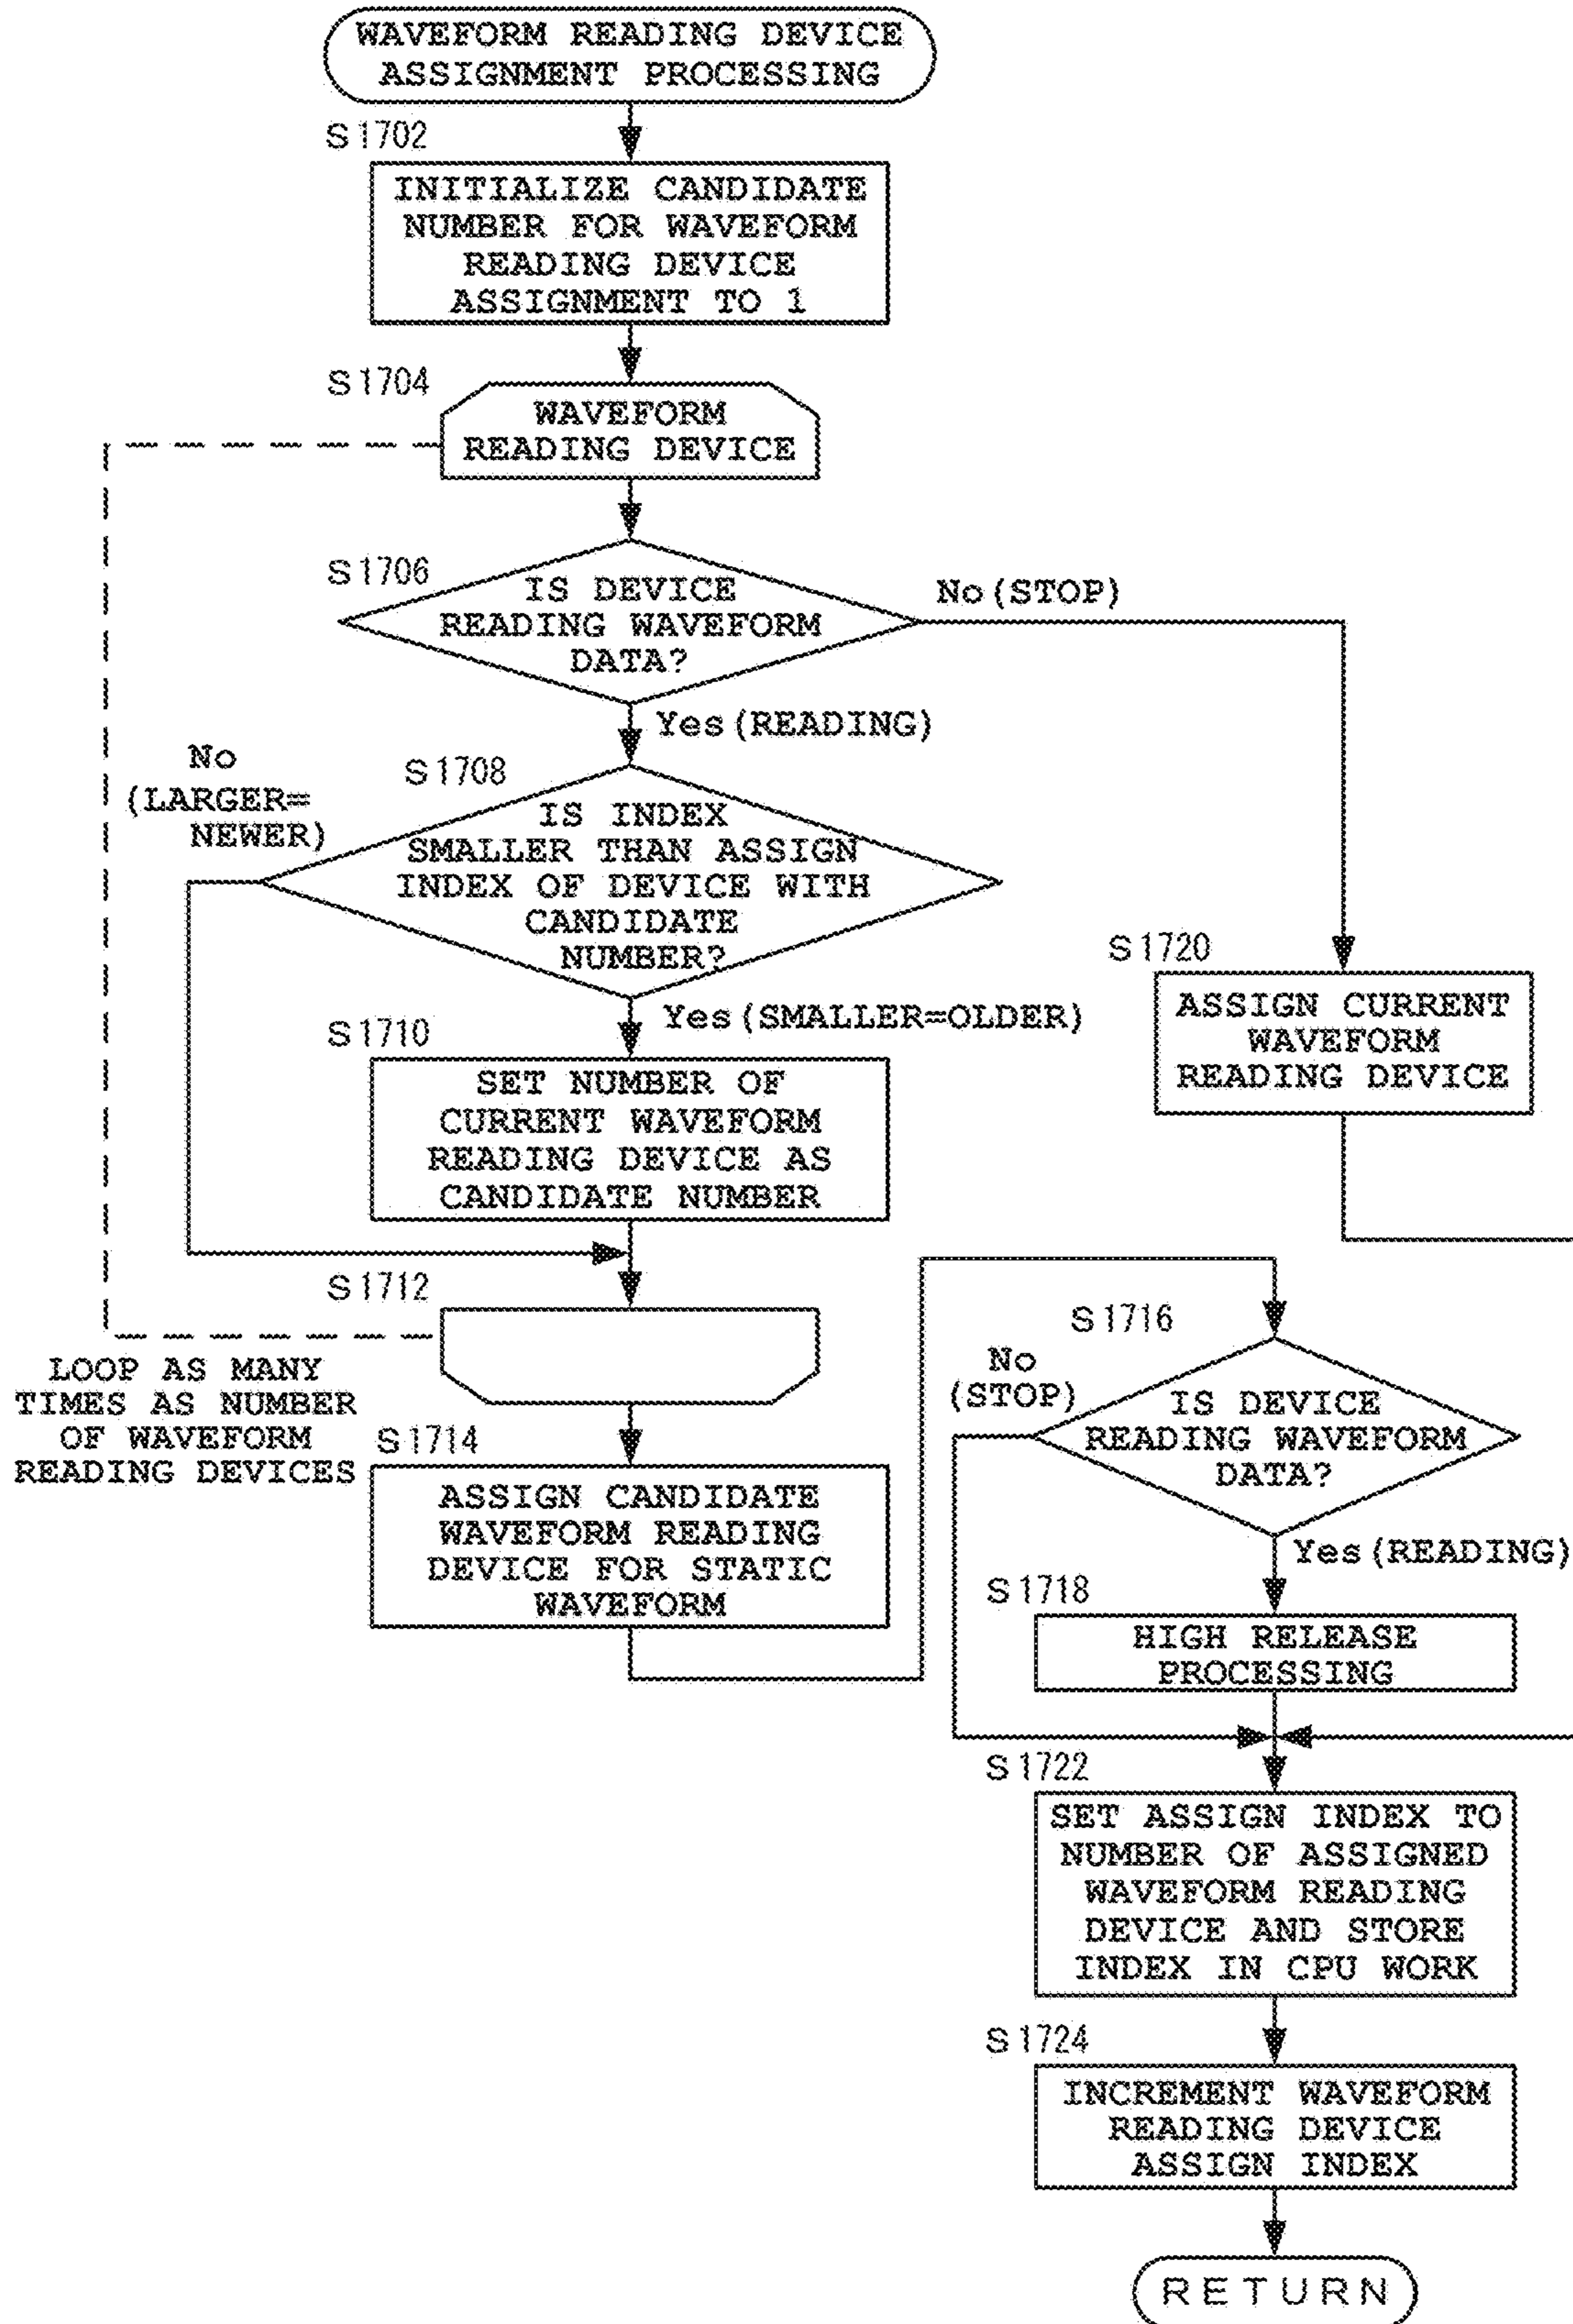 WAVEFORM READING DEVICE
ASSIGNMENT PROCESSING
S1702
INITIALIZE CANDIDATE
NUMBER FOR WAVEFORM
READING DEVICE
ASSIGNMENT TO 1
S1704
WAVEFORM
READING DEVICE
S1706
IS DEVICE
READING WAVEFORM
DATA?
No(STOP)
Yes(READING)
No
(LARGER=
NEWER)
S1708
IS INDEX
SMALLER THAN ASSIGN
INDEX OF DEVICE WITH
CANDIDATE
NUMBER?
Yes(SMALLER=OLDER)
S1710
SET NUMBER OF
CURRENT WAVEFORM
READING DEVICE AS
CANDIDATE NUMBER
S1720
ASSIGN CURRENT
WAVEFORM
READING DEVICE
S1712
LOOP AS MANY
TIMES AS NUMBER
OF WAVEFORM
READING DEVICES
S1714
ASSIGN CANDIDATE
WAVEFORM READING
DEVICE FOR STATIC
WAVEFORM
S1716
No
(STOP)
IS DEVICE
READING WAVEFORM
DATA?
Yes(READING)
S1718
HIGH RELEASE
PROCESSING
S1722
SET ASSIGN INDEX TO
NUMBER OF ASSIGNED
WAVEFORM READING
DEVICE AND STORE
INDEX IN CPU WORK
S1724
INCREMENT WAVEFORM
READING DEVICE
ASSIGN INDEX
RETURN